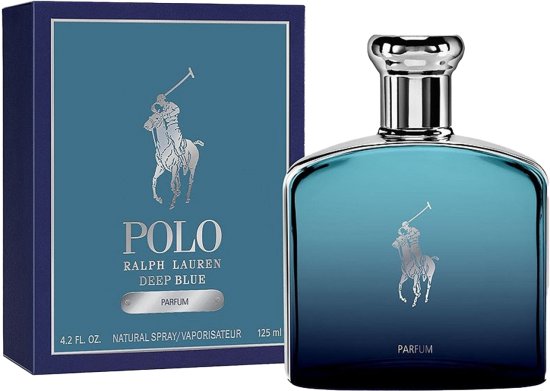 POLO
RALPH LAUREN
DEEP BLUE
PARFUM
4.2 FL. OZ. NATURAL SPRAY/VAPORISATEUR 125 ml
PARFUM